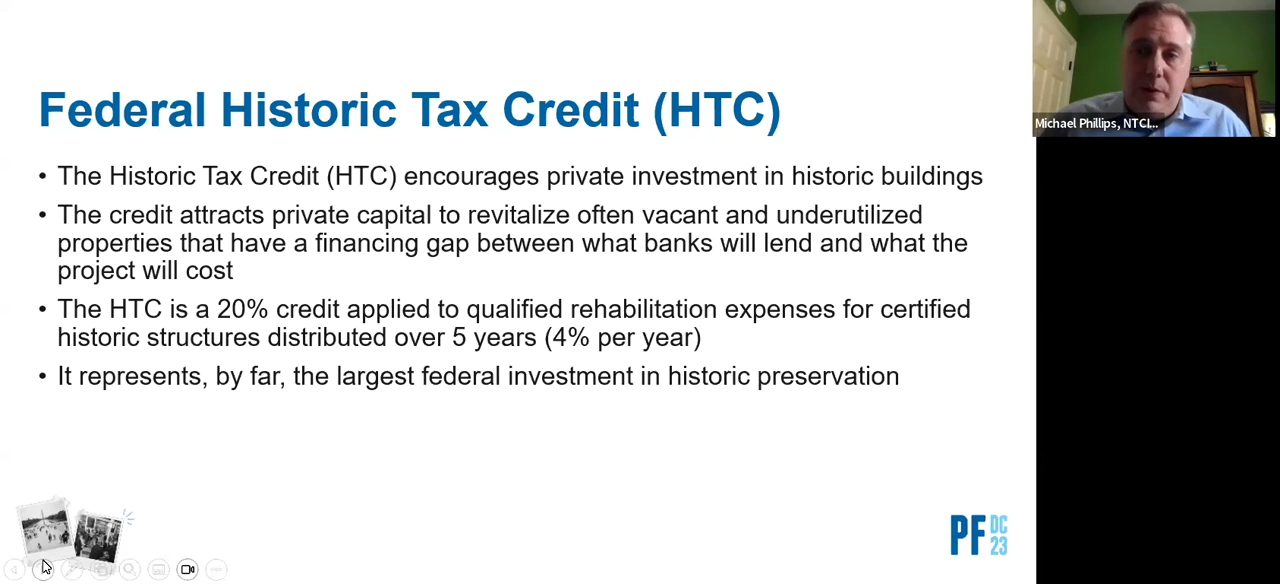 Federal Historic Tax Credit (HTC)
• The Historic Tax Credit (HTC) encourages private investment in historic buildings
• The credit attracts private capital to revitalize often vacant and underutilized
properties that have a financing gap between what banks will lend and what the
project will cost
• The HTC is a 20% credit applied to qualified rehabilitation expenses for certified
historic structures distributed over 5 years (4% per year)
• It represents, by far, the largest federal investment in historic preservation
Michael Phillips, NTCI...
PF DC
23